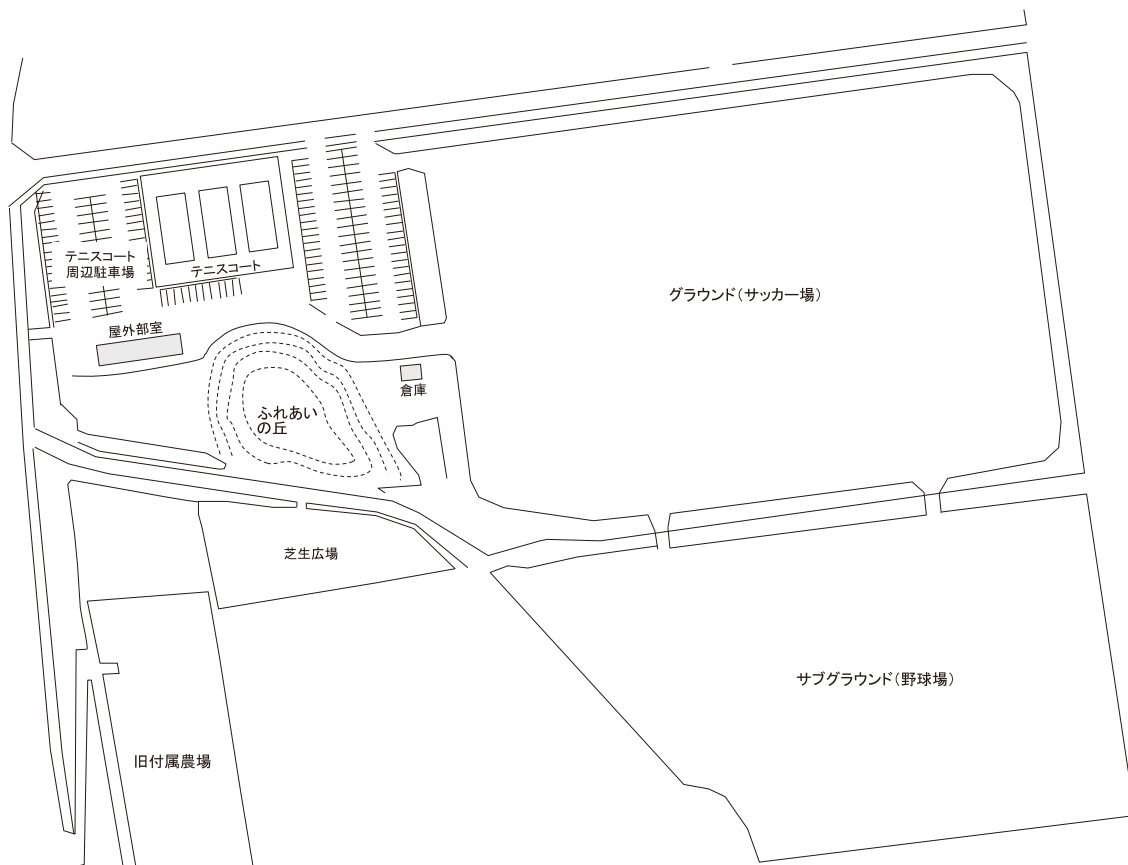 テニスコート
周辺駐車場
テニスコート
グラウンド(サッカー場)
屋外部室
倉庫
ふれあい
の丘
芝生広場
サブグラウンド(野球場)
旧付属農場